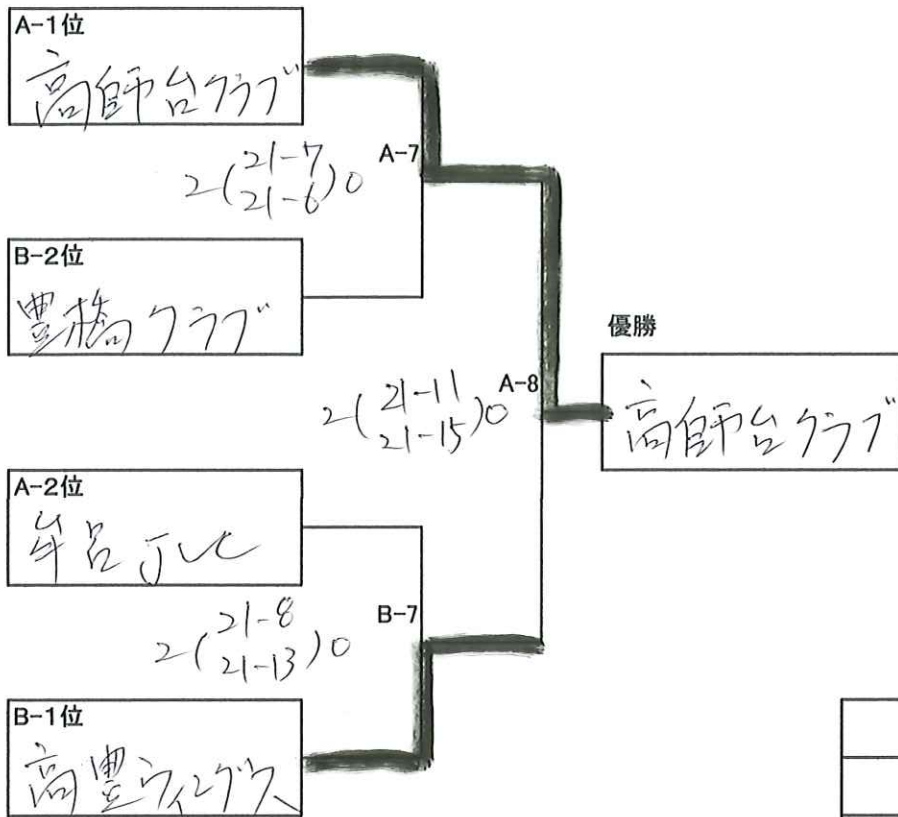 A-1位
高師台クラブ
A-7
2(21-7
21-6)0
B-2位
豊橋クラブ
優勝
A-8
2(21-11
21-15)0
高師台クラブ
A-2位
牟呂JVC
B-7
2(21-8
21-13)0
B-1位
高豊ウイングス